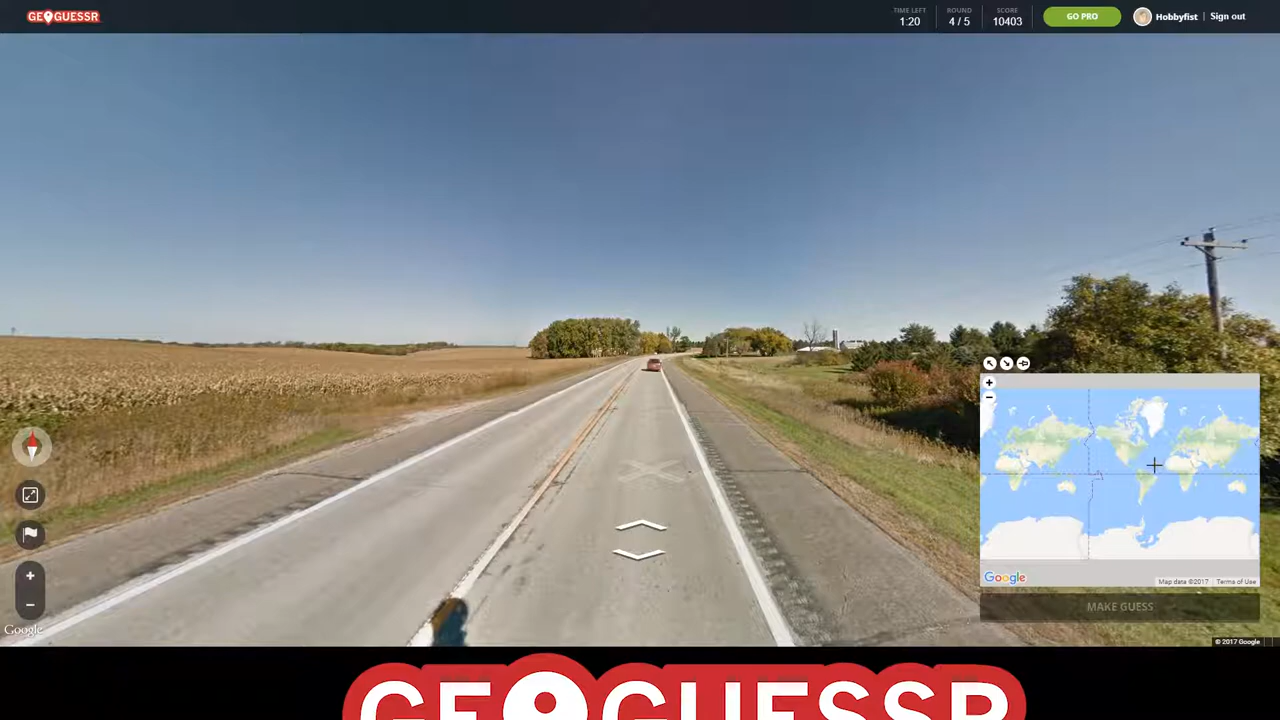 GEOGUESSR
TIME LEFT
1:20
ROUND
4 / 5
SCORE
10403
GO PRO
Hobbyfist | Sign out
Google
Map data ©2017
Terms of Use
MAKE GUESS
Google
© 2017 Google
GEOGUESSR